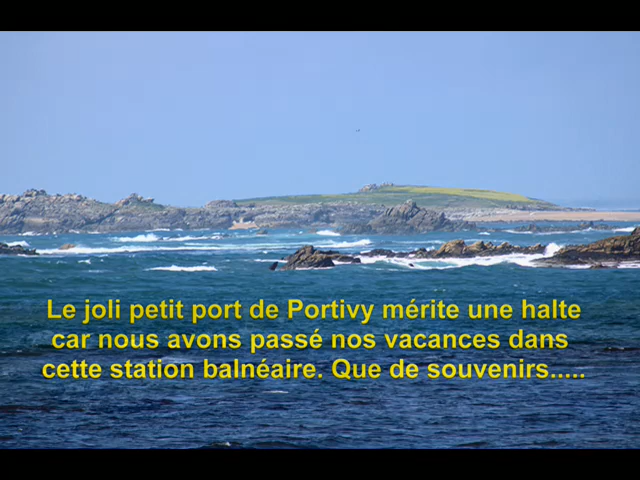 Le joli petit port de Portivy mérite une halte
car nous avons passé nos vacances dans
cette station balnéaire. Que de souvenirs.....